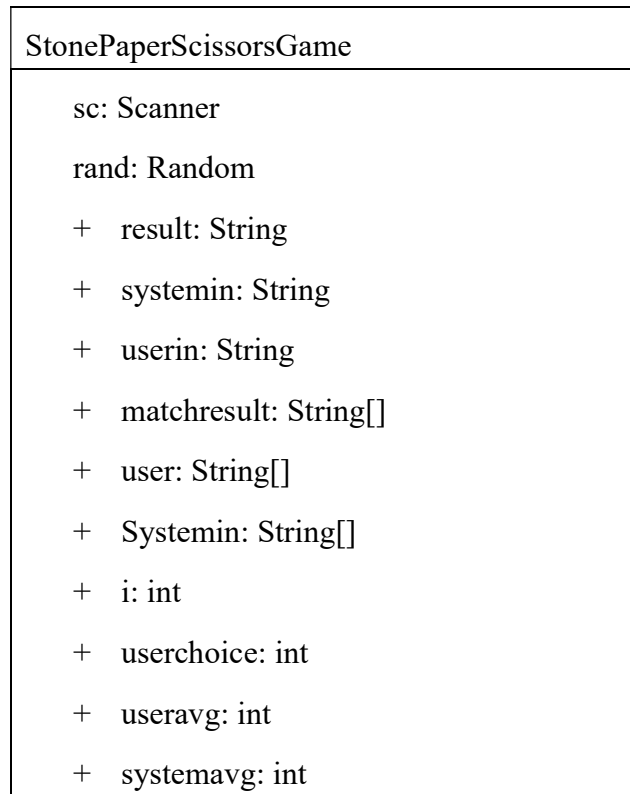 StonePaperScissorsGame
sc: Scanner
rand: Random
+ result: String
+ systemin: String
+ userin: String
+ matchresult: String[]
+ user: String[]
+ Systemin: String[]
+ i: int
+ userchoice: int
+ useravg: int
+ systemavg: int